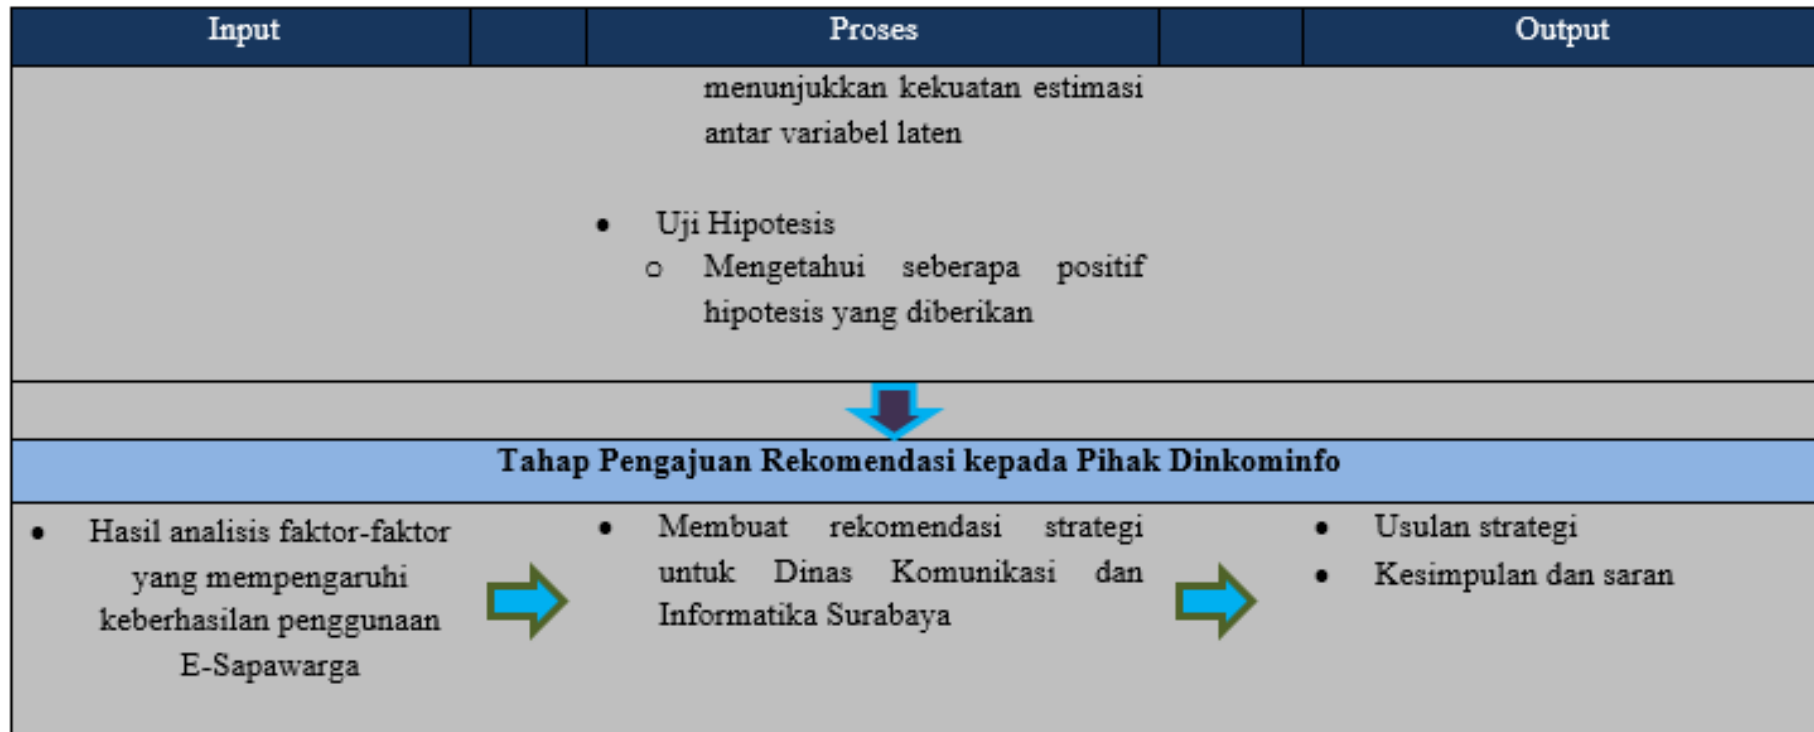 Input
Proses
Output
menunjukkan kekuatan estimasi
antar variabel laten
• Uji Hipotesis
o Mengetahui seberapa positif
hipotesis yang diberikan
Tahap Pengajuan Rekomendasi kepada Pihak Dinkominfo
• Hasil analisis faktor-faktor
yang mempengaruhi
keberhasilan penggunaan
E-Sapawarga
• Membuat rekomendasi strategi
untuk Dinas Komunikasi dan
Informatika Surabaya
• Usulan strategi
• Kesimpulan dan saran